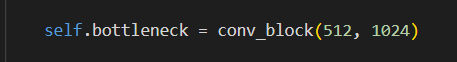 self.bottleneck = conv_block(512, 1024)